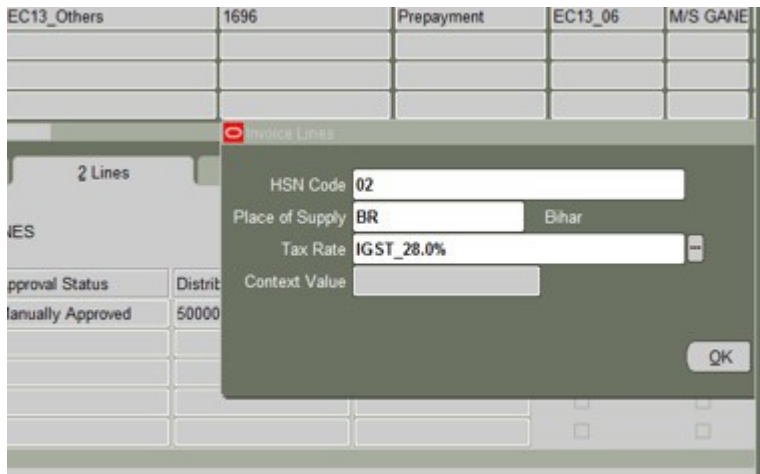 EC13_Others 1696 Prepayment EC13_06 M/S GANE
Invoice Lines
2 Lines
HSN Code 02
Place of Supply BR Bihar
NES
Tax Rate IGST_28.0% ...
pproval Status Distrib Context Value
Manually Approved 50000
OK